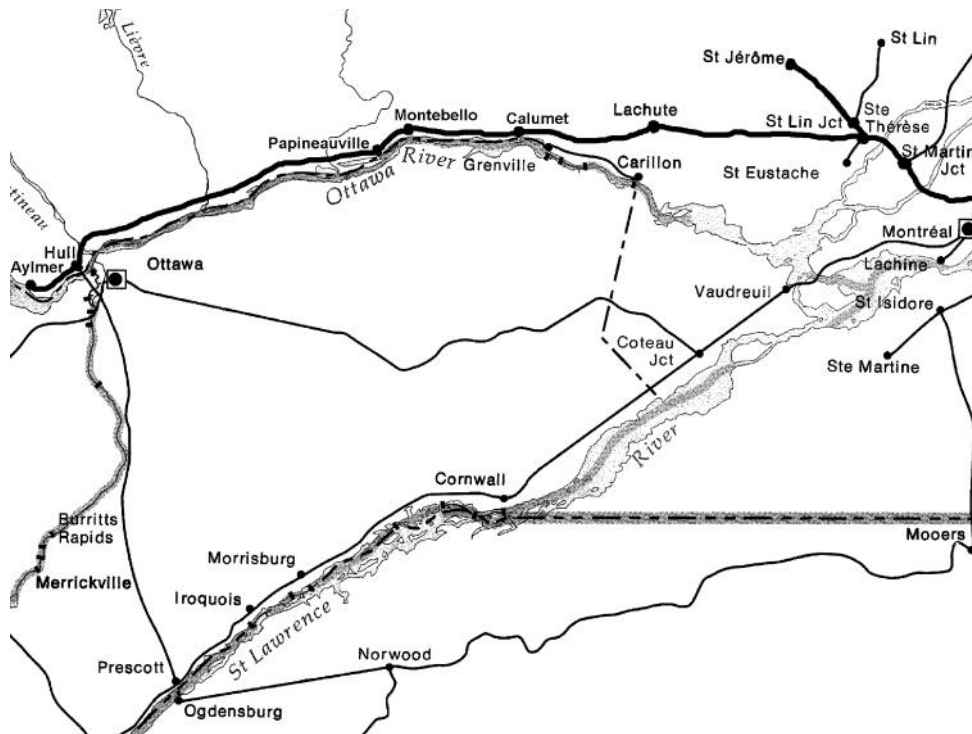 Lièvre
St Lin
St Jérôme
Montebello
Calumet
Lachute
St Lin Jct
Ste
Thérèse
Papineauville
River
Grenville
Carillon
St Martin
Jct
St Eustache
Ottawa
tineau
Hull
Aylmer
Ottawa
Montréal
Lachine
Vaudreuil
St Isidore
Coteau
Jct
Ste Martine
River
Cornwall
Burritts
Rapids
Mooers
Morrisburg
Merrickville
Iroquois
St Lawrence
Norwood
Prescott
Ogdensburg